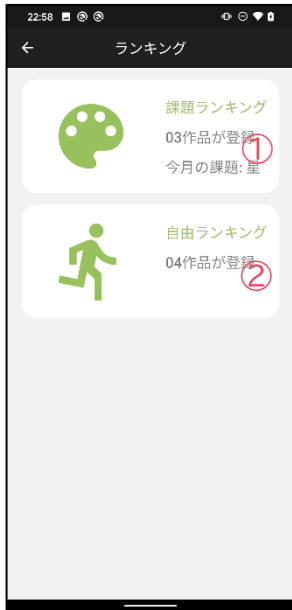 22:58
ランキング
課題ランキング
03作品が登録
①
今月の課題: 星
自由ランキング
04作品が登録
②